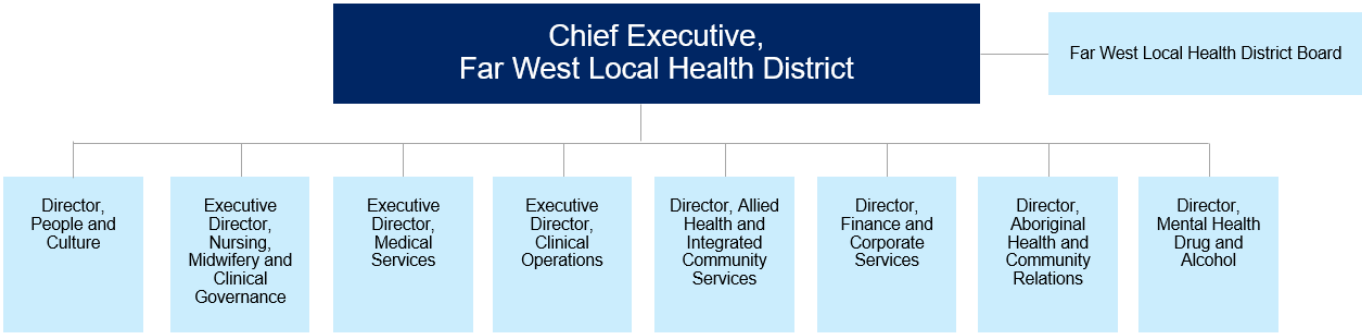 Chief Executive,
Far West Local Health District
Far West Local Health District Board
Director,
People and
Culture
Executive
Director,
Nursing,
Midwifery and
Clinical
Governance
Executive
Director,
Medical
Services
Executive
Director,
Clinical
Operations
Director, Allied
Health and
Integrated
Community
Services
Director,
Finance and
Corporate
Services
Director,
Aboriginal
Health and
Community
Relations
Director,
Mental Health
Drug and
Alcohol